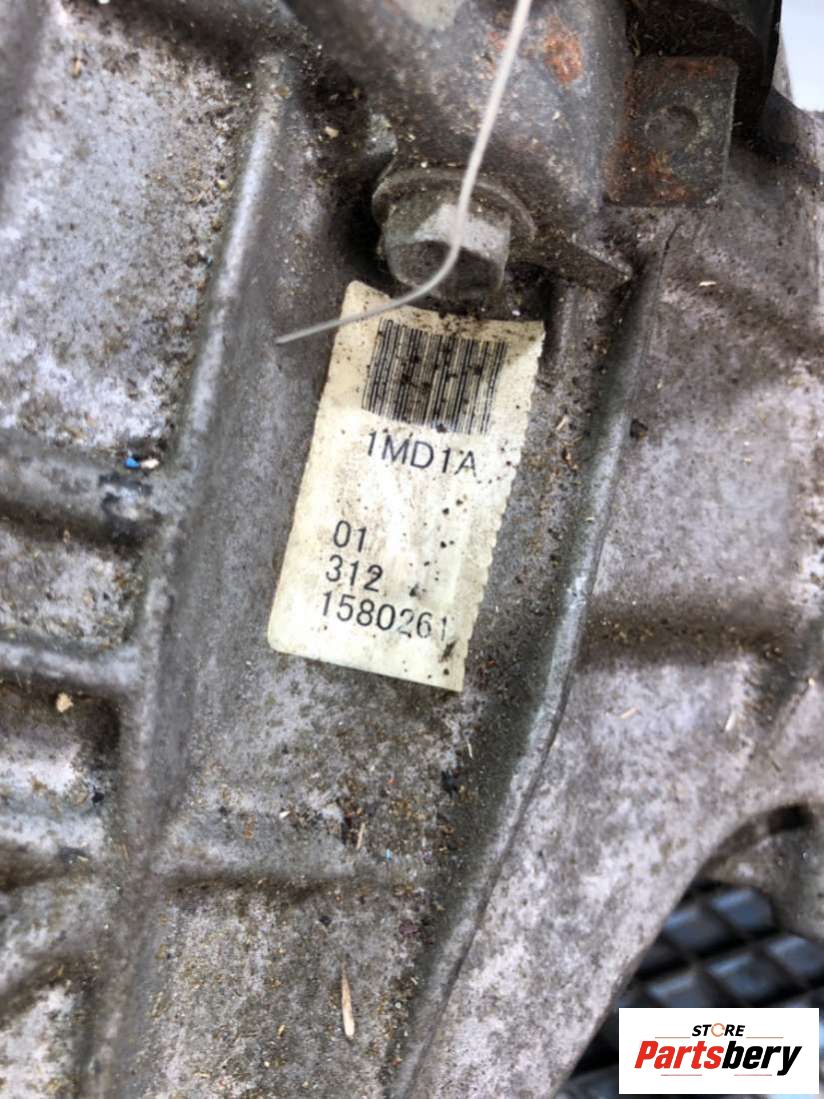 1MD1A
01
312
1580261
STORE
Partsbery